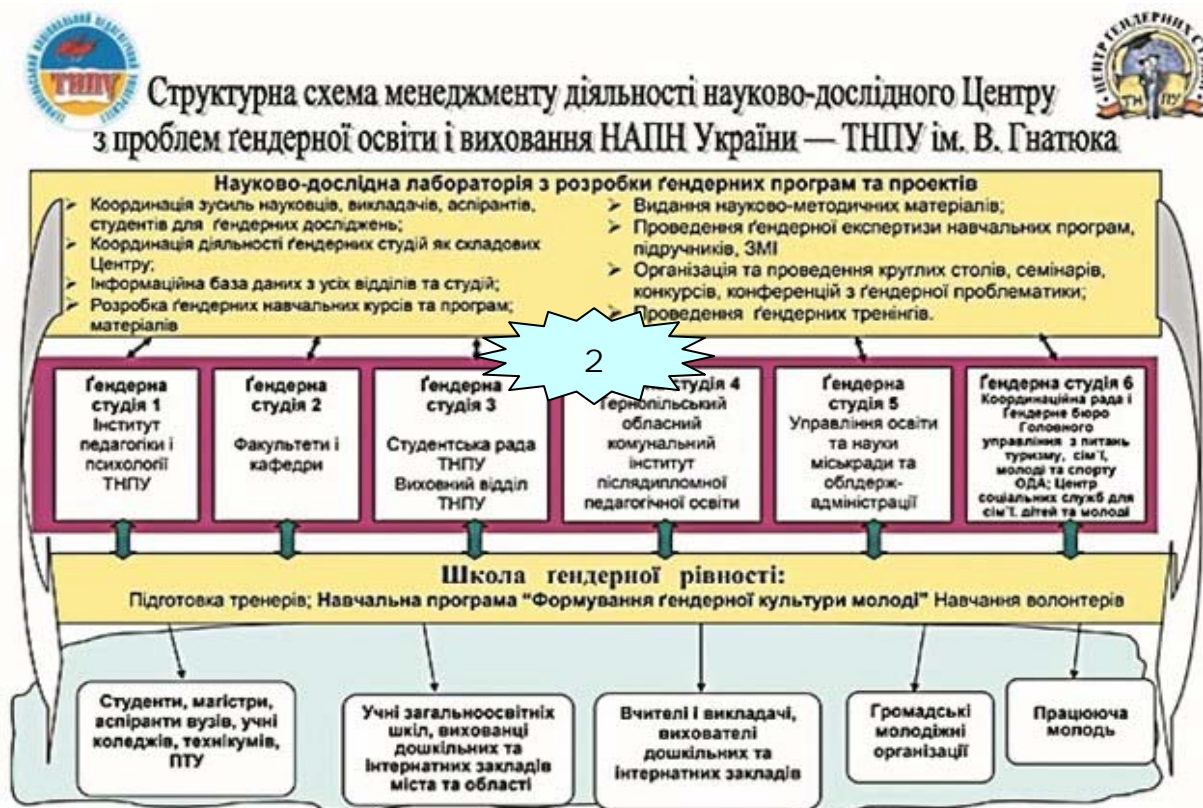 ТНПУ
ЦЕНТР ҐЕНДЕРНИХ
ТН ПУ
Структурна схема менеджменту діяльності науково-дослідного Центру
з проблем ґендерної освіти і виховання НАПН України — ТНПУ ім. В. Гнатюка
Науково-дослідна лабораторія з розробки ґендерних програм та проектів
Координація зусиль науковців, викладачів, аспірантів,
студентів для ґендерних досліджень;
Координація діяльності ґендерних студій як складових
Центру;
Інформаційна база даних з усіх відділів та студій;
Розробка ґендерних навчальних курсів та програм;
матеріалів
Видання науково-методичних матеріалів;
Проведення ґендерної експертизи навчальних програм,
підручників, ЗМІ
Організація та проведення круглих столів, семінарів,
конкурсів, конференцій з ґендерної проблематики;
Проведення ґендерних тренінгів.
2
Ґендерна
студія 1
Інститут
педагогіки і
психології
ТНПУ
Ґендерна
студія 2
Факультети і
кафедри
Ґендерна
студія 3
Студентська рада
ТНПУ
Виховний відділ
ТНПУ
студія 4
Тернопільський
обласний
комунальний
інститут
післядипломної
педагогічної освіти
Ґендерна
студія 5
Управління освіти
та науки
міськради та
облдерж-
адміністрації
Ґендерна студія 6
Координаційна рада і
Ґендерне бюро
Головного
управління з питань
туризму, сім'ї,
молоді та спорту
ОДА; Центр
соціальних служб для
сім'ї, дітей та молоді
Школа ґендерної рівності:
Підготовка тренерів; Навчальна програма “Формування ґендерної культури молоді” Навчання волонтерів
Студенти, магістри,
аспіранти вузів, учні
коледжів, технікумів,
ПТУ
Учні загальноосвітніх
шкіл, вихованці
дошкільних та
інтернатних закладів
міста та області
Вчителі і викладачі,
вихователі
дошкільних та
інтернатних закладів
Громадські
молодіжні
організації
Працююча
молодь